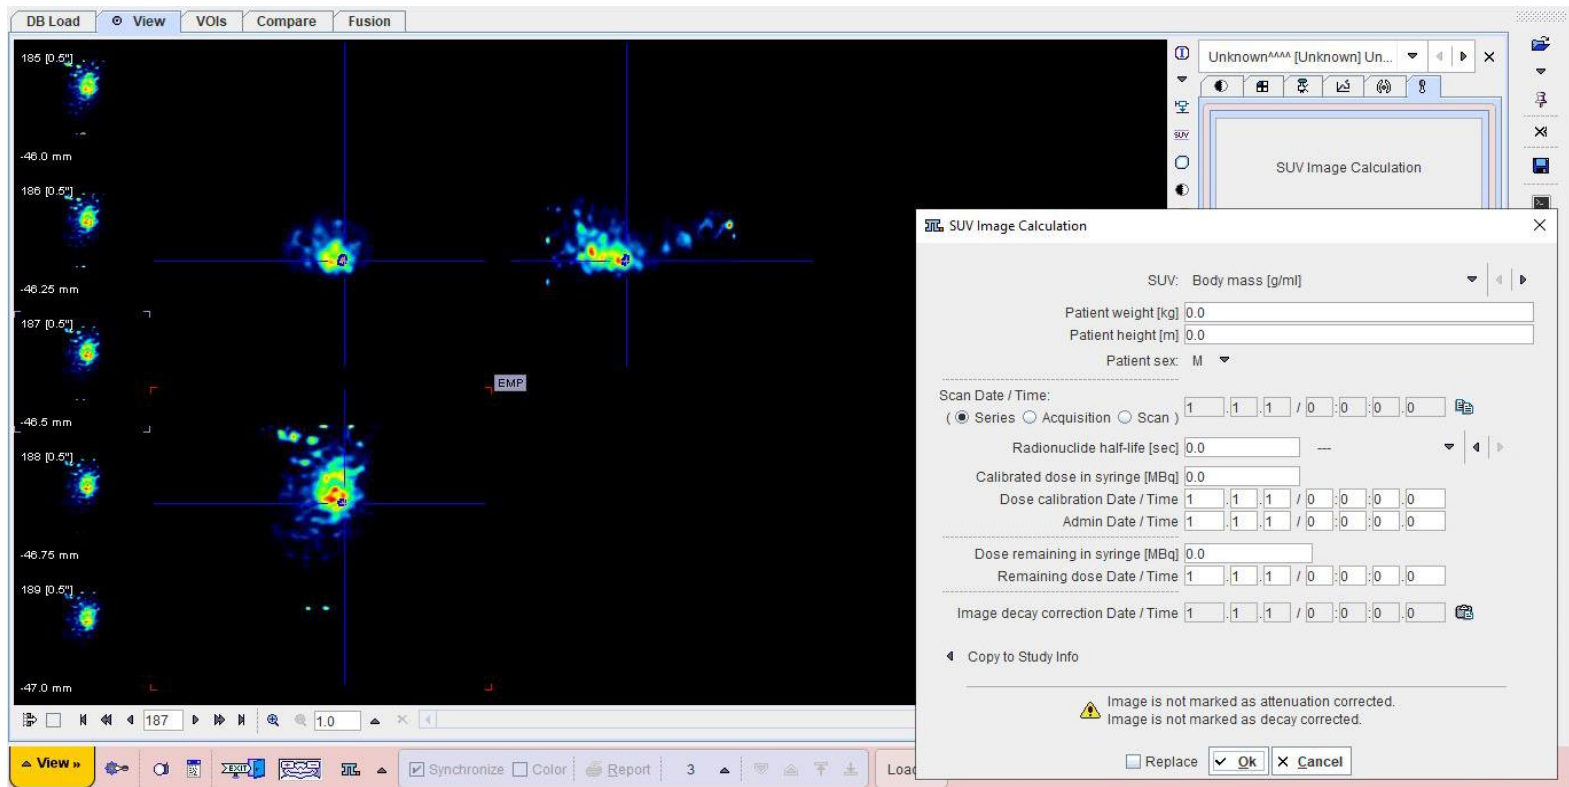 DB Load View VOIs Compare Fusion
185 [0.5"]
-46.0 mm
186 [0.5"]
-46.25 mm
187 [0.5"]
-46.5 mm
188 [0.5"]
-46.75 mm
189 [0.5"]
-47.0 mm
EMP
187 1.0
View »
EXIT
Synchronize Color Report 3
Load
SUV
Unknown^^^^ [Unknown] Un...
SUV Image Calculation
SUV Image Calculation
SUV: Body mass [g/ml]
Patient weight [kg] 0.0
Patient height [m] 0.0
Patient sex: M
Scan Date / Time:
( Series Acquisition Scan ) 1 .1 .1 / 0 :0 :0 .0
Radionuclide half-life [sec] 0.0 ---
Calibrated dose in syringe [MBq] 0.0
Dose calibration Date / Time 1 .1 .1 / 0 :0 :0 .0
Admin Date / Time 1 .1 .1 / 0 :0 :0 .0
Dose remaining in syringe [MBq] 0.0
Remaining dose Date / Time 1 .1 .1 / 0 :0 :0 .0
Image decay correction Date / Time 1 .1 .1 / 0 :0 :0 .0
Copy to Study Info
Image is not marked as attenuation corrected.
Image is not marked as decay corrected.
Replace Ok Cancel